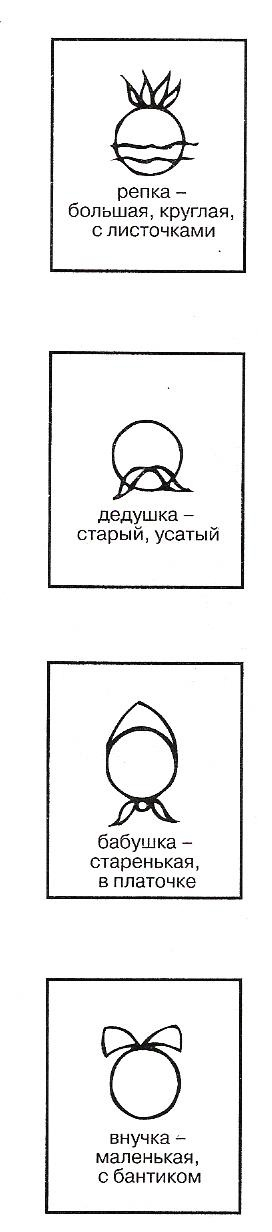 репка –
большая, круглая,
с листочками
дедушка –
старый, усатый
бабушка –
старенькая,
в платочке
внучка –
маленькая,
с бантиком